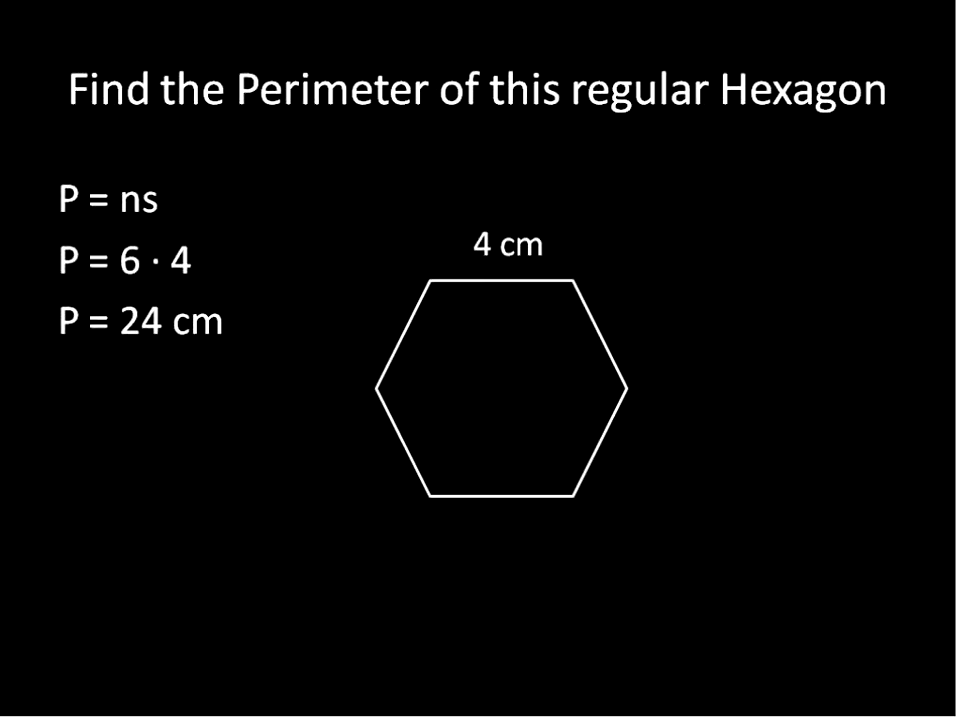 Find the Perimeter of this regular Hexagon
P = ns
P = 6 · 4
P = 24 cm
4 cm